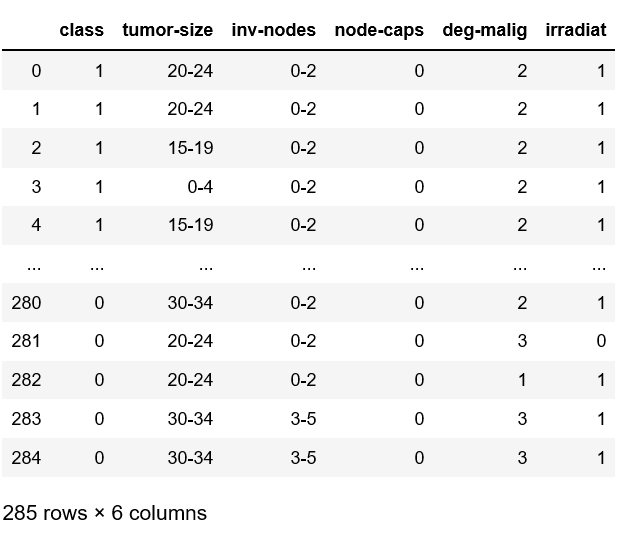 class tumor-size inv-nodes node-caps deg-malig irradiat
0 1 20-24 0-2 0 2 1
1 1 20-24 0-2 0 2 1
2 1 15-19 0-2 0 2 1
3 1 0-4 0-2 0 2 1
4 1 15-19 0-2 0 2 1
... ... ... ... ... ... ...
280 0 30-34 0-2 0 2 1
281 0 20-24 0-2 0 3 0
282 0 20-24 0-2 0 1 1
283 0 30-34 3-5 0 3 1
284 0 30-34 3-5 0 3 1
285 rows × 6 columns